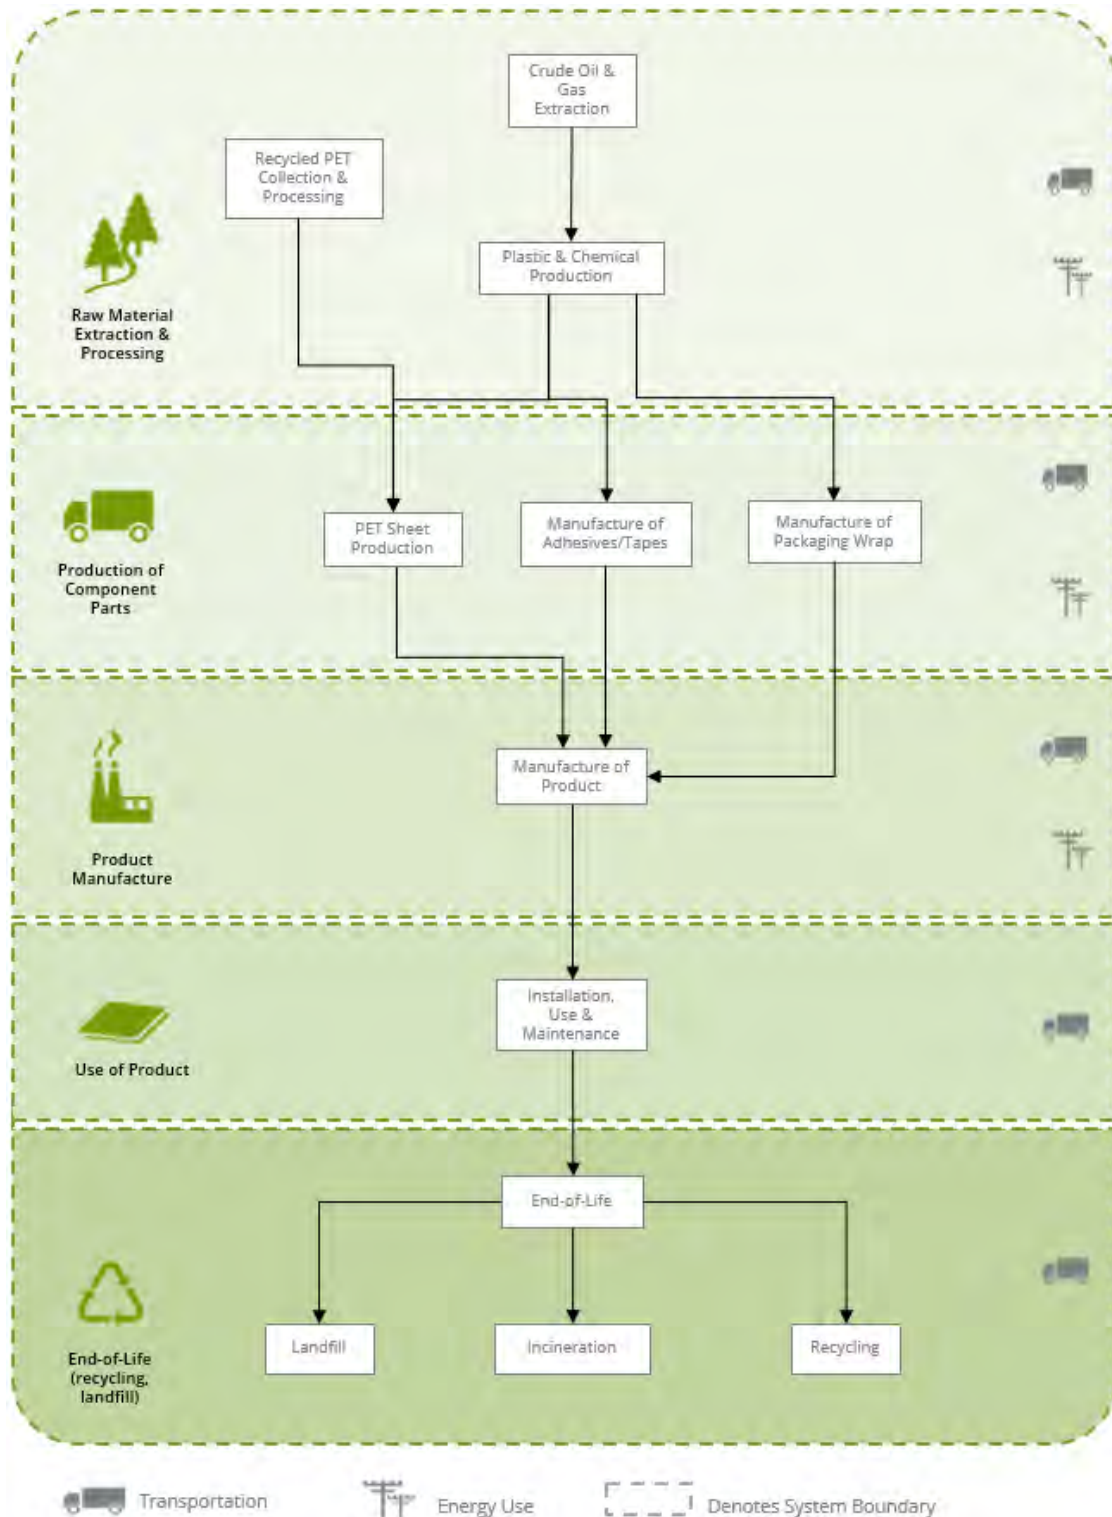 Crude Oil &
Gas
Extraction
Recycled PET
Collection &
Processing
Plastic & Chemical
Production
Raw Material
Extraction &
Processing
PET Sheet
Production
Manufacture of
Adhesives/Tapes
Manufacture of
Packaging Wrap
Production of
Component
Parts
Manufacture of
Product
Product
Manufacture
Installation,
Use &
Maintenance
Use of Product
End-of-Life
Landfill
Incineration
Recycling
End-of-Life
(recycling,
landfill)
Transportation
Energy Use
Denotes System Boundary